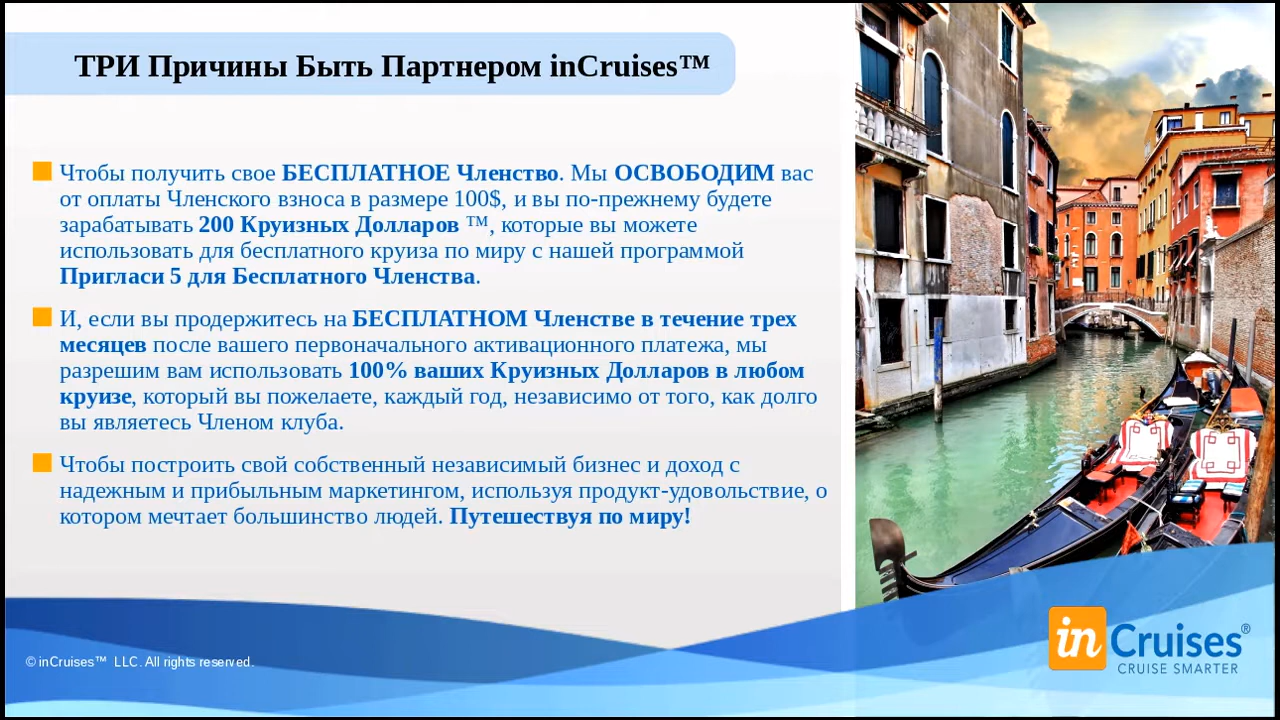 ТРИ Причины Быть Партнером inCruises™
Чтобы получить свое БЕСПЛАТНОЕ Членство. Мы ОСВОБОДИМ вас
от оплаты Членского взноса в размере 100$, и вы по-прежнему будете
зарабатывать 200 Круизных Долларов ™, которые вы можете
использовать для бесплатного круиза по миру с нашей программой
Пригласи 5 для Бесплатного Членства.
И, если вы продержитесь на БЕСПЛАТНОМ Членстве в течение трех
месяцев после вашего первоначального активационного платежа, мы
разрешим вам использовать 100% ваших Круизных Долларов в любом
круизе, который вы пожелаете, каждый год, независимо от того, как долго
вы являетесь Членом клуба.
Чтобы построить свой собственный независимый бизнес и доход с
надежным и прибыльным маркетингом, используя продукт-удовольствие, о
котором мечтает большинство людей. Путешествуя по миру!
© inCruises™ LLC. All rights reserved.
inCruises®
CRUISE SMARTER